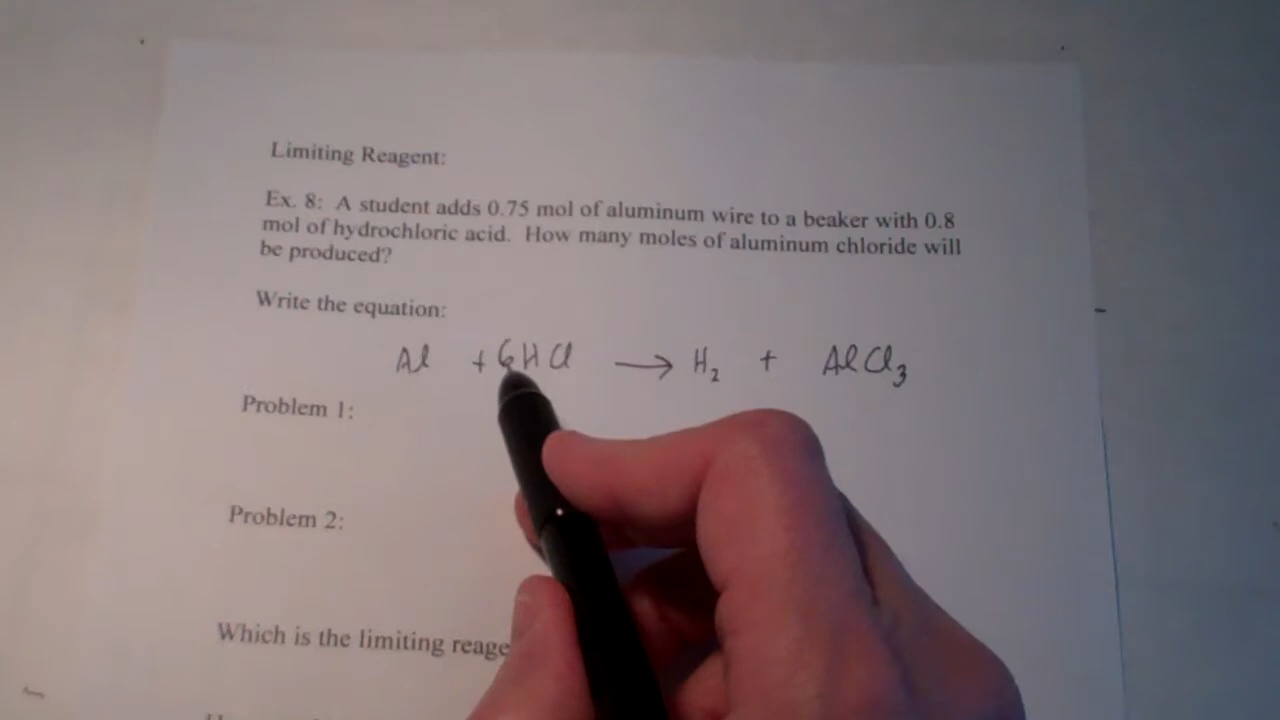 Limiting Reagent:
Ex. 8: A student adds 0.75 mol of aluminum wire to a beaker with 0.8
mol of hydrochloric acid. How many moles of aluminum chloride will
be produced?
Write the equation:
Al + 6HCl → H₂ + AlCl₃
Problem 1:
Problem 2:
Which is the limiting reage